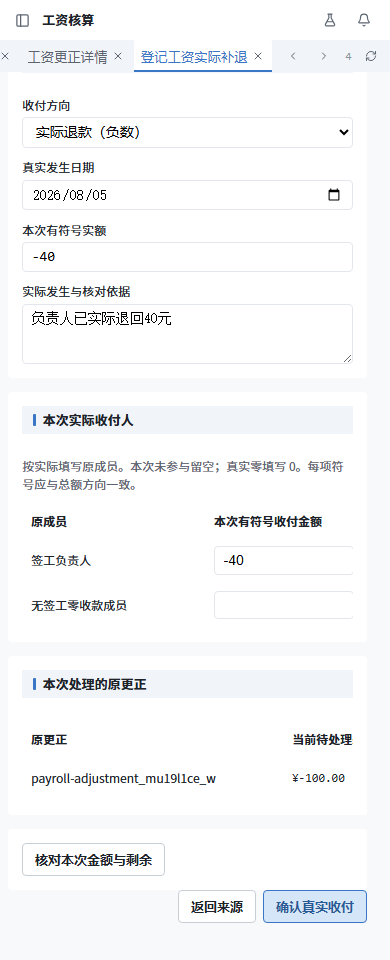 工资核算
工资更正详情
登记工资实际补退
4
收付方向
实际退款（负数）
真实发生日期
2026/08/05
本次有符号实额
-40
实际发生与核对依据
负责人已实际退回40元
本次实际收付人
按实际填写原成员。本次未参与留空；真实零填写 0。每项符
号应与总额方向一致。
原成员 本次有符号收付金额
签工负责人 -40
无签工零收款成员
本次处理的原更正
原更正 当前待处理
payroll-adjustment_mu19l1ce_w ¥-100.00
核对本次金额与剩余
返回来源 确认真实收付